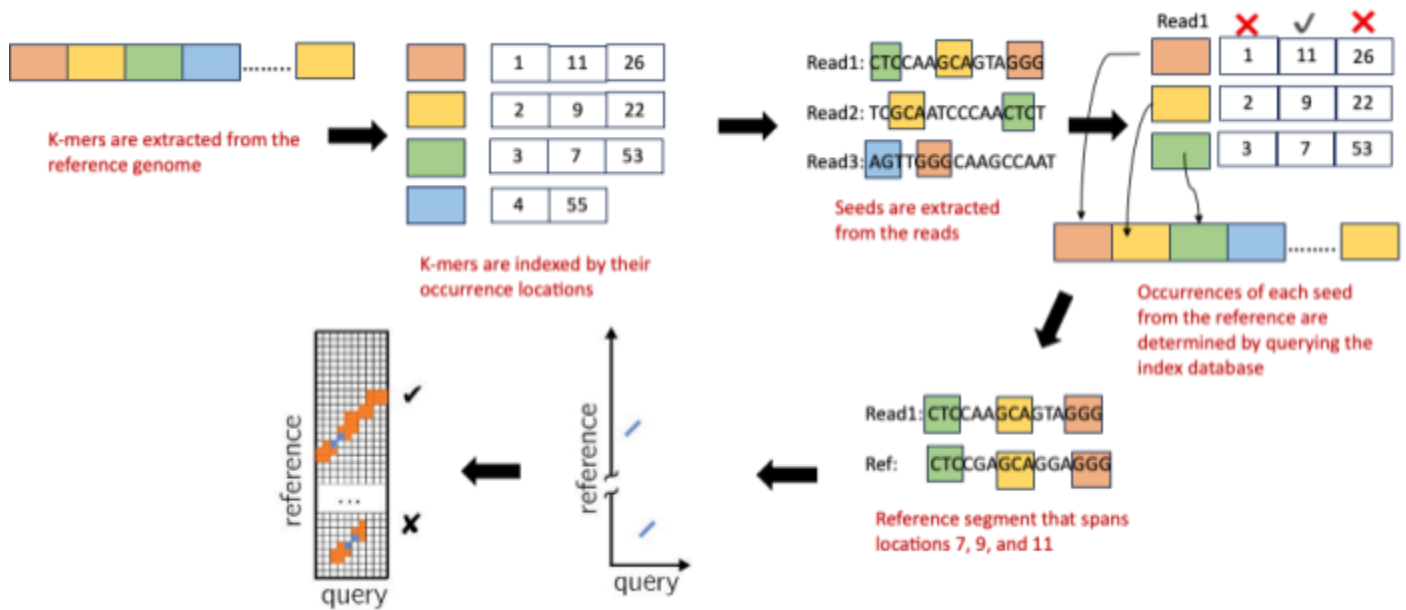 K-mers are extracted from the
reference genome
1 11 26
2 9 22
3 7 53
4 55
K-mers are indexed by their
occurrence locations
Read1: CTCCAAGCAGTAGGG
Read2: TCGCAATCCCAACTCT
Read3: AGTTGGGCAAGCCAAT
Seeds are extracted
from the reads
Read1
1 11 26
2 9 22
3 7 53
Occurrences of each seed
from the reference are
determined by querying the
index database
Read1: CTCCAAGCAGTAGGG
Ref: CTCCGAGCAGGAGGG
Reference segment that spans
locations 7, 9, and 11
reference
query
reference
...
query